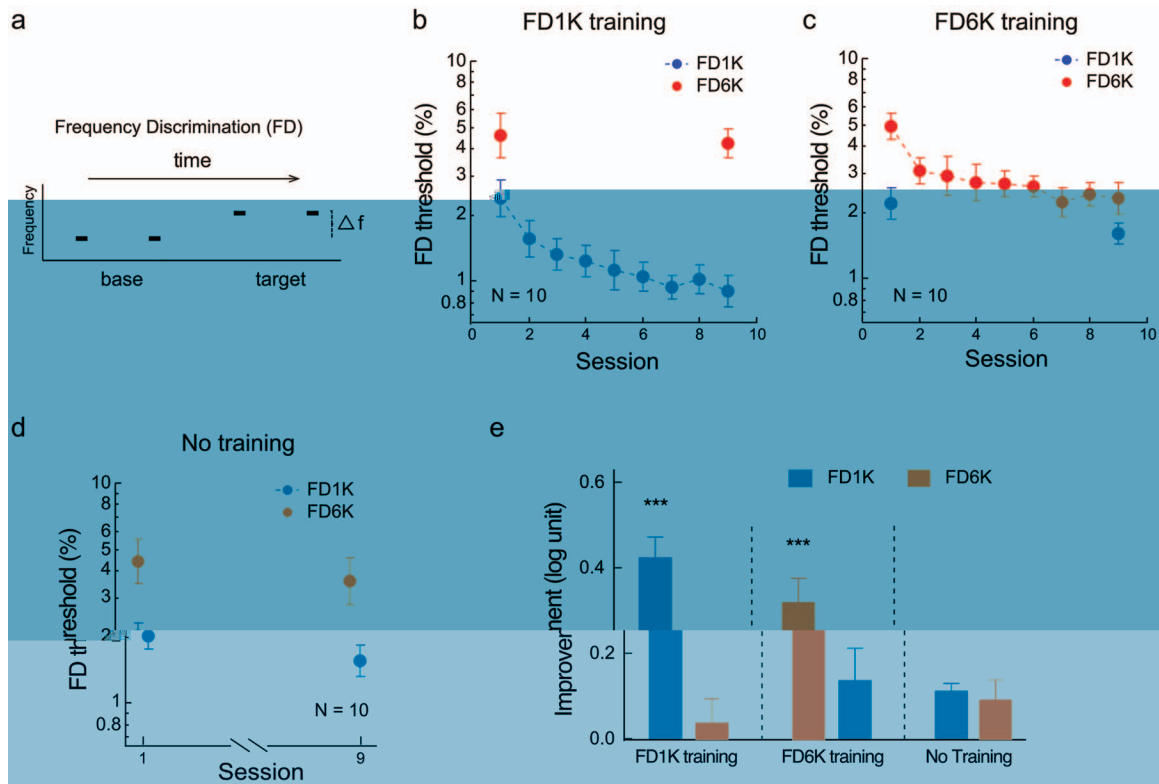 a
Frequency Discrimination (FD)
time
Frequency
Δf
base
target
b
FD1K training
FD threshold (%)
10
8
6
5
4
3
2
1
0.8
FD1K
FD6K
N = 10
0
2
4
6
8
10
Session
c
FD6K training
FD threshold (%)
10
8
6
5
4
3
2
1
0.8
FD1K
FD6K
N = 10
0
2
4
6
8
10
Session
d
No training
FD threshold (%)
10
8
6
5
4
3
2
1
0.8
FD1K
FD6K
N = 10
1
9
Session
e
FD1K
FD6K
Improvement (log unit)
0.6
0.4
0.2
0.0
***
***
FD1K training
FD6K training
No Training